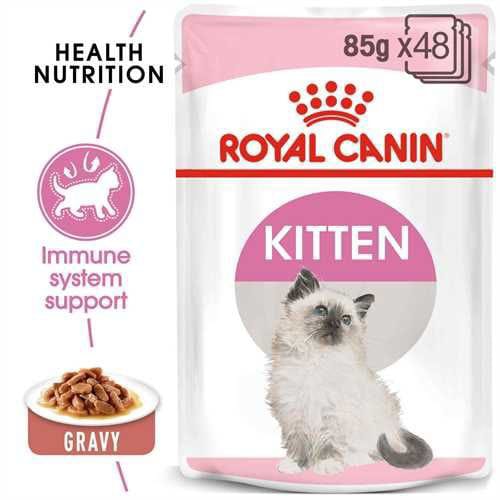 HEALTH
NUTRITION
Immune
system
support
GRAVY
85g x48
ROYAL CANIN
KITTEN